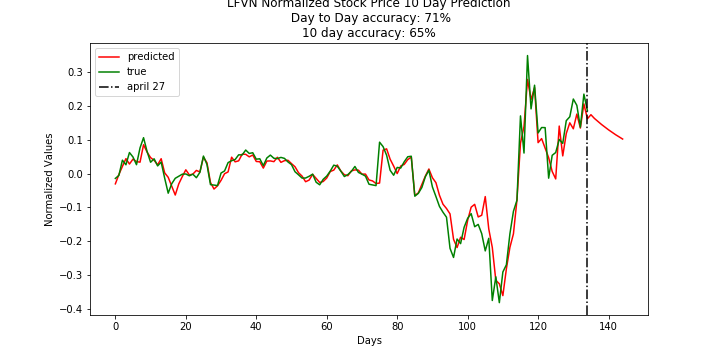 LFVN Normalized Stock Price 10 Day Prediction
Day to Day accuracy: 71%
10 day accuracy: 65%
predicted
true
april 27
Normalized Values
0.3
0.2
0.1
0.0
−0.1
−0.2
−0.3
−0.4
0
20
40
60
80
100
120
140
Days